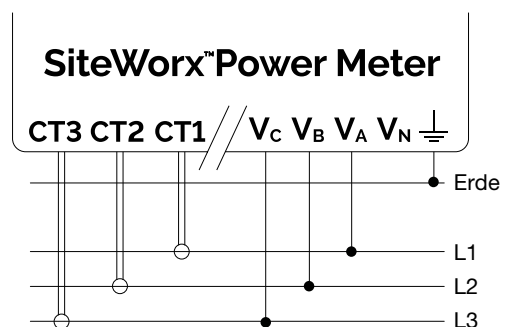 SiteWorx™Power Meter
CT3 CT2 CT1 VC VB VA VN
Erde
L1
L2
L3